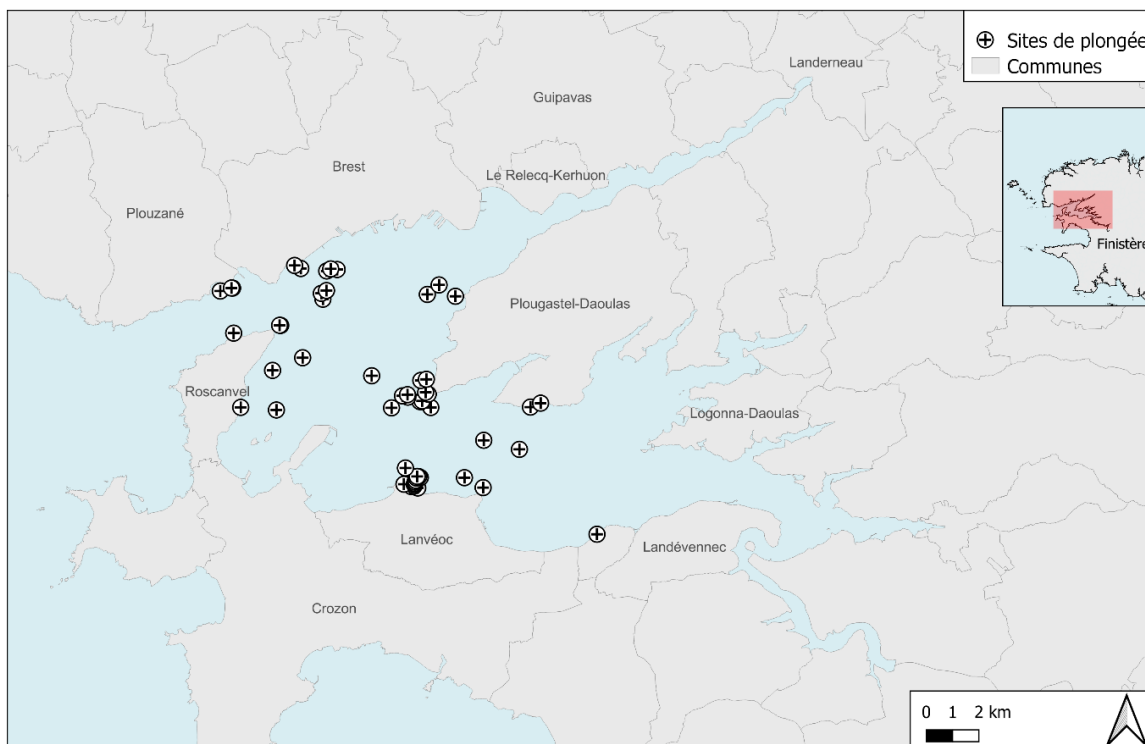 Sites de plongée
Communes
Landerneau
Guipavas
Brest
Le Relecq-Kerhuon
Plouzané
Finistère
Plougastel-Daoulas
Roscanvel
Logonna-Daoulas
Lanvéoc
Landévennec
Crozon
0 1 2 km